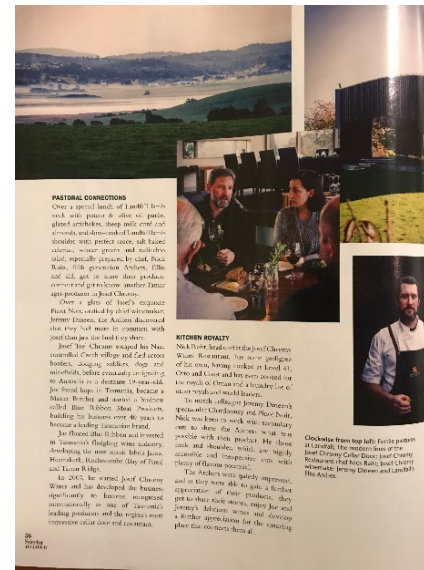 PASTORAL CONNECTIONS
Over a special lunch of Landfall lamb
neck with potato & olive oil purée,
glazed artichokes, sheep milk curd and
almonds, and slow-cooked Landfall lamb
shoulder with perfect sauce, salt baked
celeriac, winter greens and radicchio
salad, especially prepared by chef, Nick
Raitt, fifth generation Archers, Ellie
and Ed, got to share their produce,
connect and get to know another Tamar
agri-producer in Josef Chromy.
Over a glass of Josef's exquisite
Pinot Noir, crafted by chief winemaker,
Jeremy Dineen, the Archers discovered
that they had more in common with
Josef than just the land they share.
Josef 'Joe' Chromy escaped his Nazi
controlled Czech village and fled across
borders, dodging soldiers, dogs and
minefields, before eventually emigrating
to Australia as a destitute 19-year-old.
Joe found hope in Tasmania, became a
Master Butcher and started a business
called Blue Ribbon Meat Products,
building his business over 40 years to
become a leading Tasmanian brand.
Joe floated Blue Ribbon and invested
in Tasmania's fledgling wine industry,
developing the now iconic labels Jansz,
Heemskerk, Rochecombe (Bay of Fires)
and Tamar Ridge.
In 2007, he started Josef Chromy
Wines and has developed the business
significantly to become recognised
internationally as one of Tasmania's
leading producers and the region's most
impressive cellar door and restaurant.
KITCHEN ROYALTY
Nick Raitt, head chef at the Josef Chromy
Wines Restaurant, has some pedigree
of his own, having cooked at Level 41,
Otto and Coast and has even cooked for
the royals of Oman and a handful of
other royals and world leaders.
To match colleague Jeremy Dineen's
spectacular Chardonnay and Pinot Noir,
Nick was keen to work with secondary
cuts to show the Archers what was
possible with their product. He chose
neck and shoulder, which are highly
accessible and inexpensive cuts with
plenty of flavour potential.
The Archers were quietly impressed,
and as they were able to gain a further
appreciation of their products, they
got to share their stories, enjoy Joe and
Jeremy's delicious wines and develop
a further appreciation for the amazing
place that connects them all.
Clockwise from top left: Fertile pastures
at Landfall; The modern lines of the
Josef Chromy Cellar Door; Josef Chromy
Restaurant chef Nick Raitt; Josef Chromy
winemaker Jeremy Dineen and Landfall's
Ellie Archer.
56